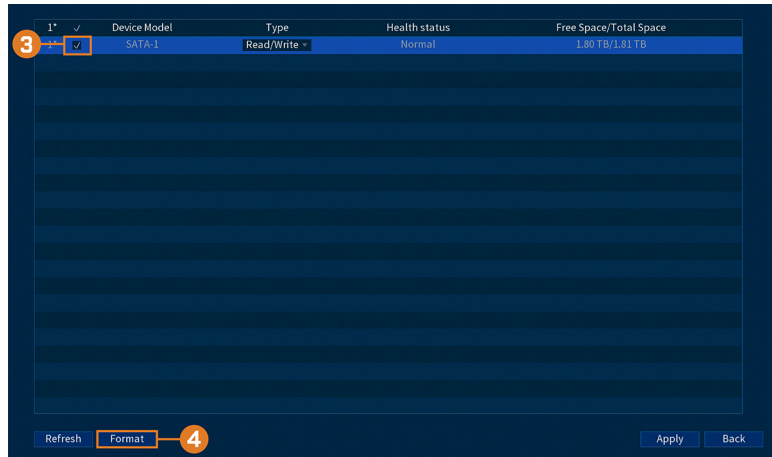 1* ✓ Device Model Type Health status Free Space/Total Space
3 1* ✓ SATA-1 Read/Write Normal 1.80 TB/1.81 TB
Refresh Format 4 Apply Back